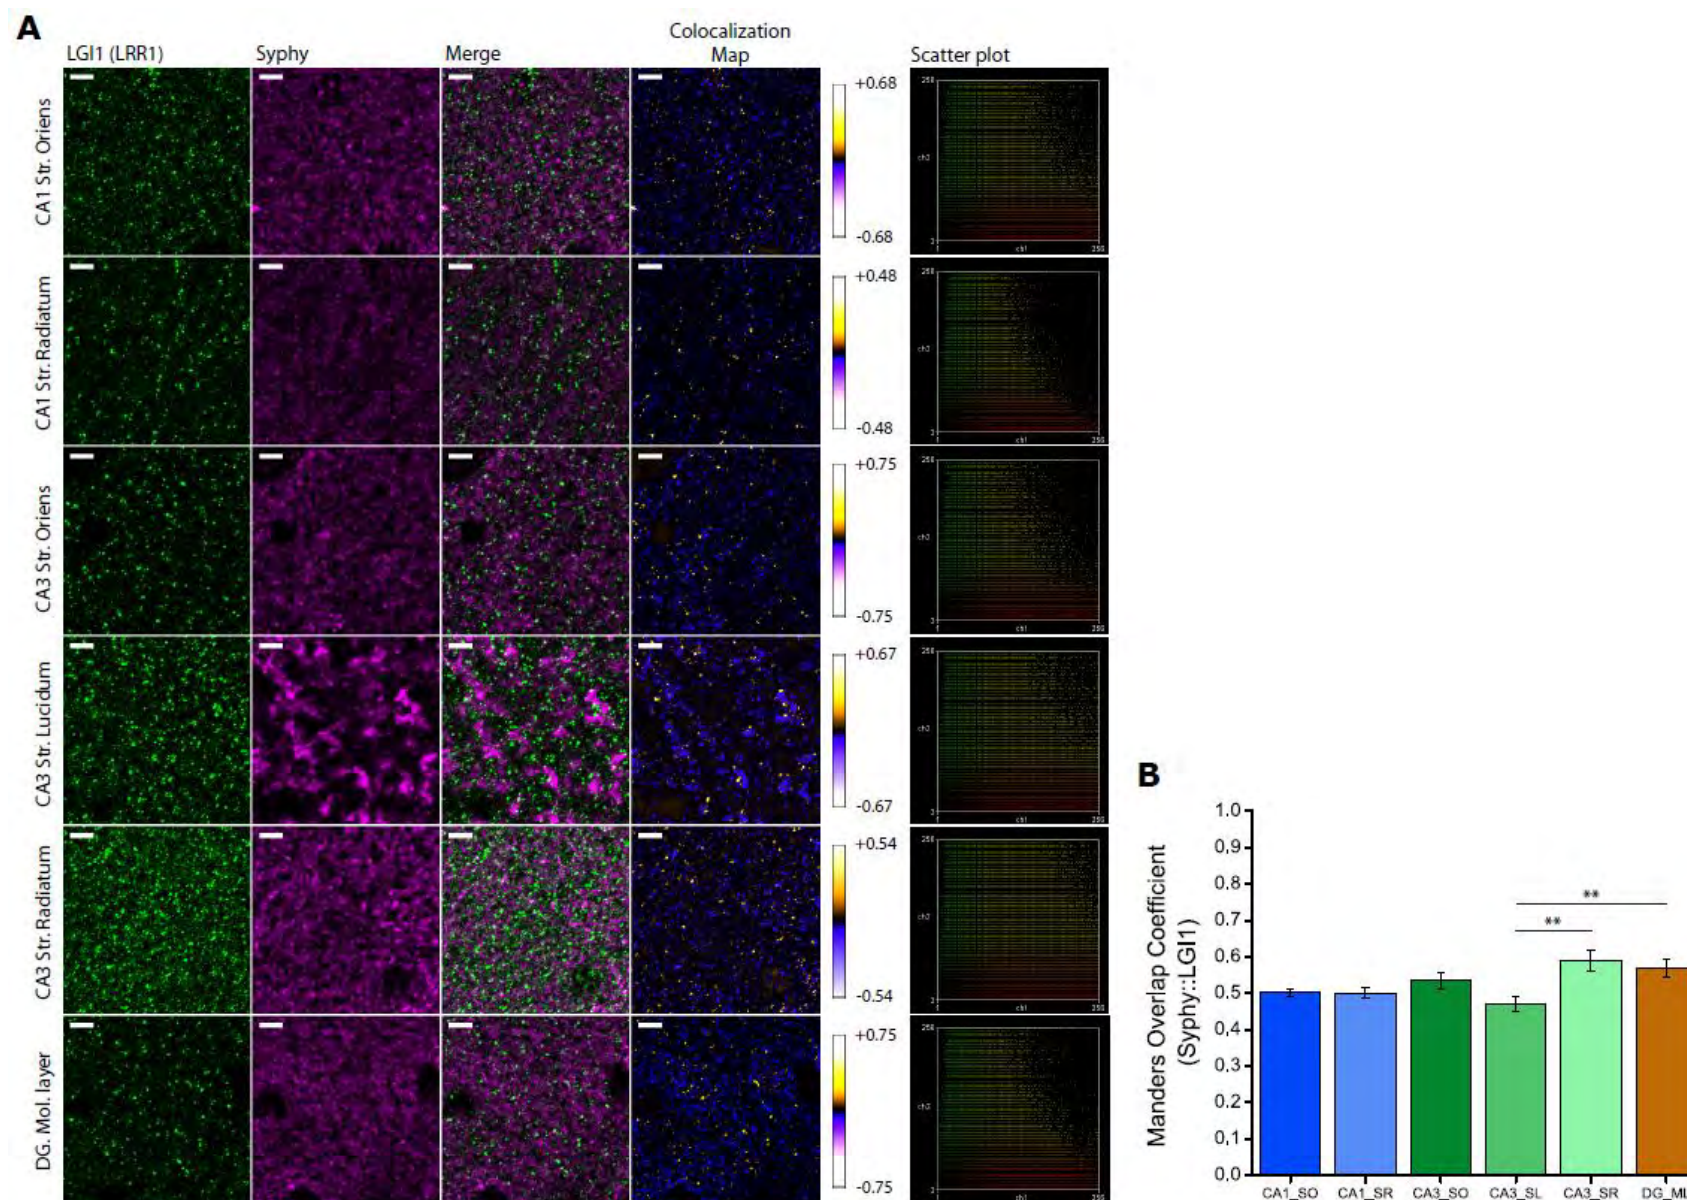 A
LGI1 (LRR1)
Syphy
Merge
Colocalization
Map
Scatter plot
CA1 Str. Oriens
+0.68
-0.68
CA1 Str. Radiatum
+0.48
-0.48
CA3 Str. Oriens
+0.75
-0.75
CA3 Str. Lucidum
+0.67
-0.67
CA3 Str. Radiatum
+0.54
-0.54
DG. Mol. layer
+0.75
-0.75
B
Manders Overlap Coefficient
(Syphy::LGI1)
1.0
0.9
0.8
0.7
0.6
0.5
0.4
0.3
0.2
0.1
0.0
**
**
CA1_SO
CA1_SR
CA3_SO
CA3_SL
CA3_SR